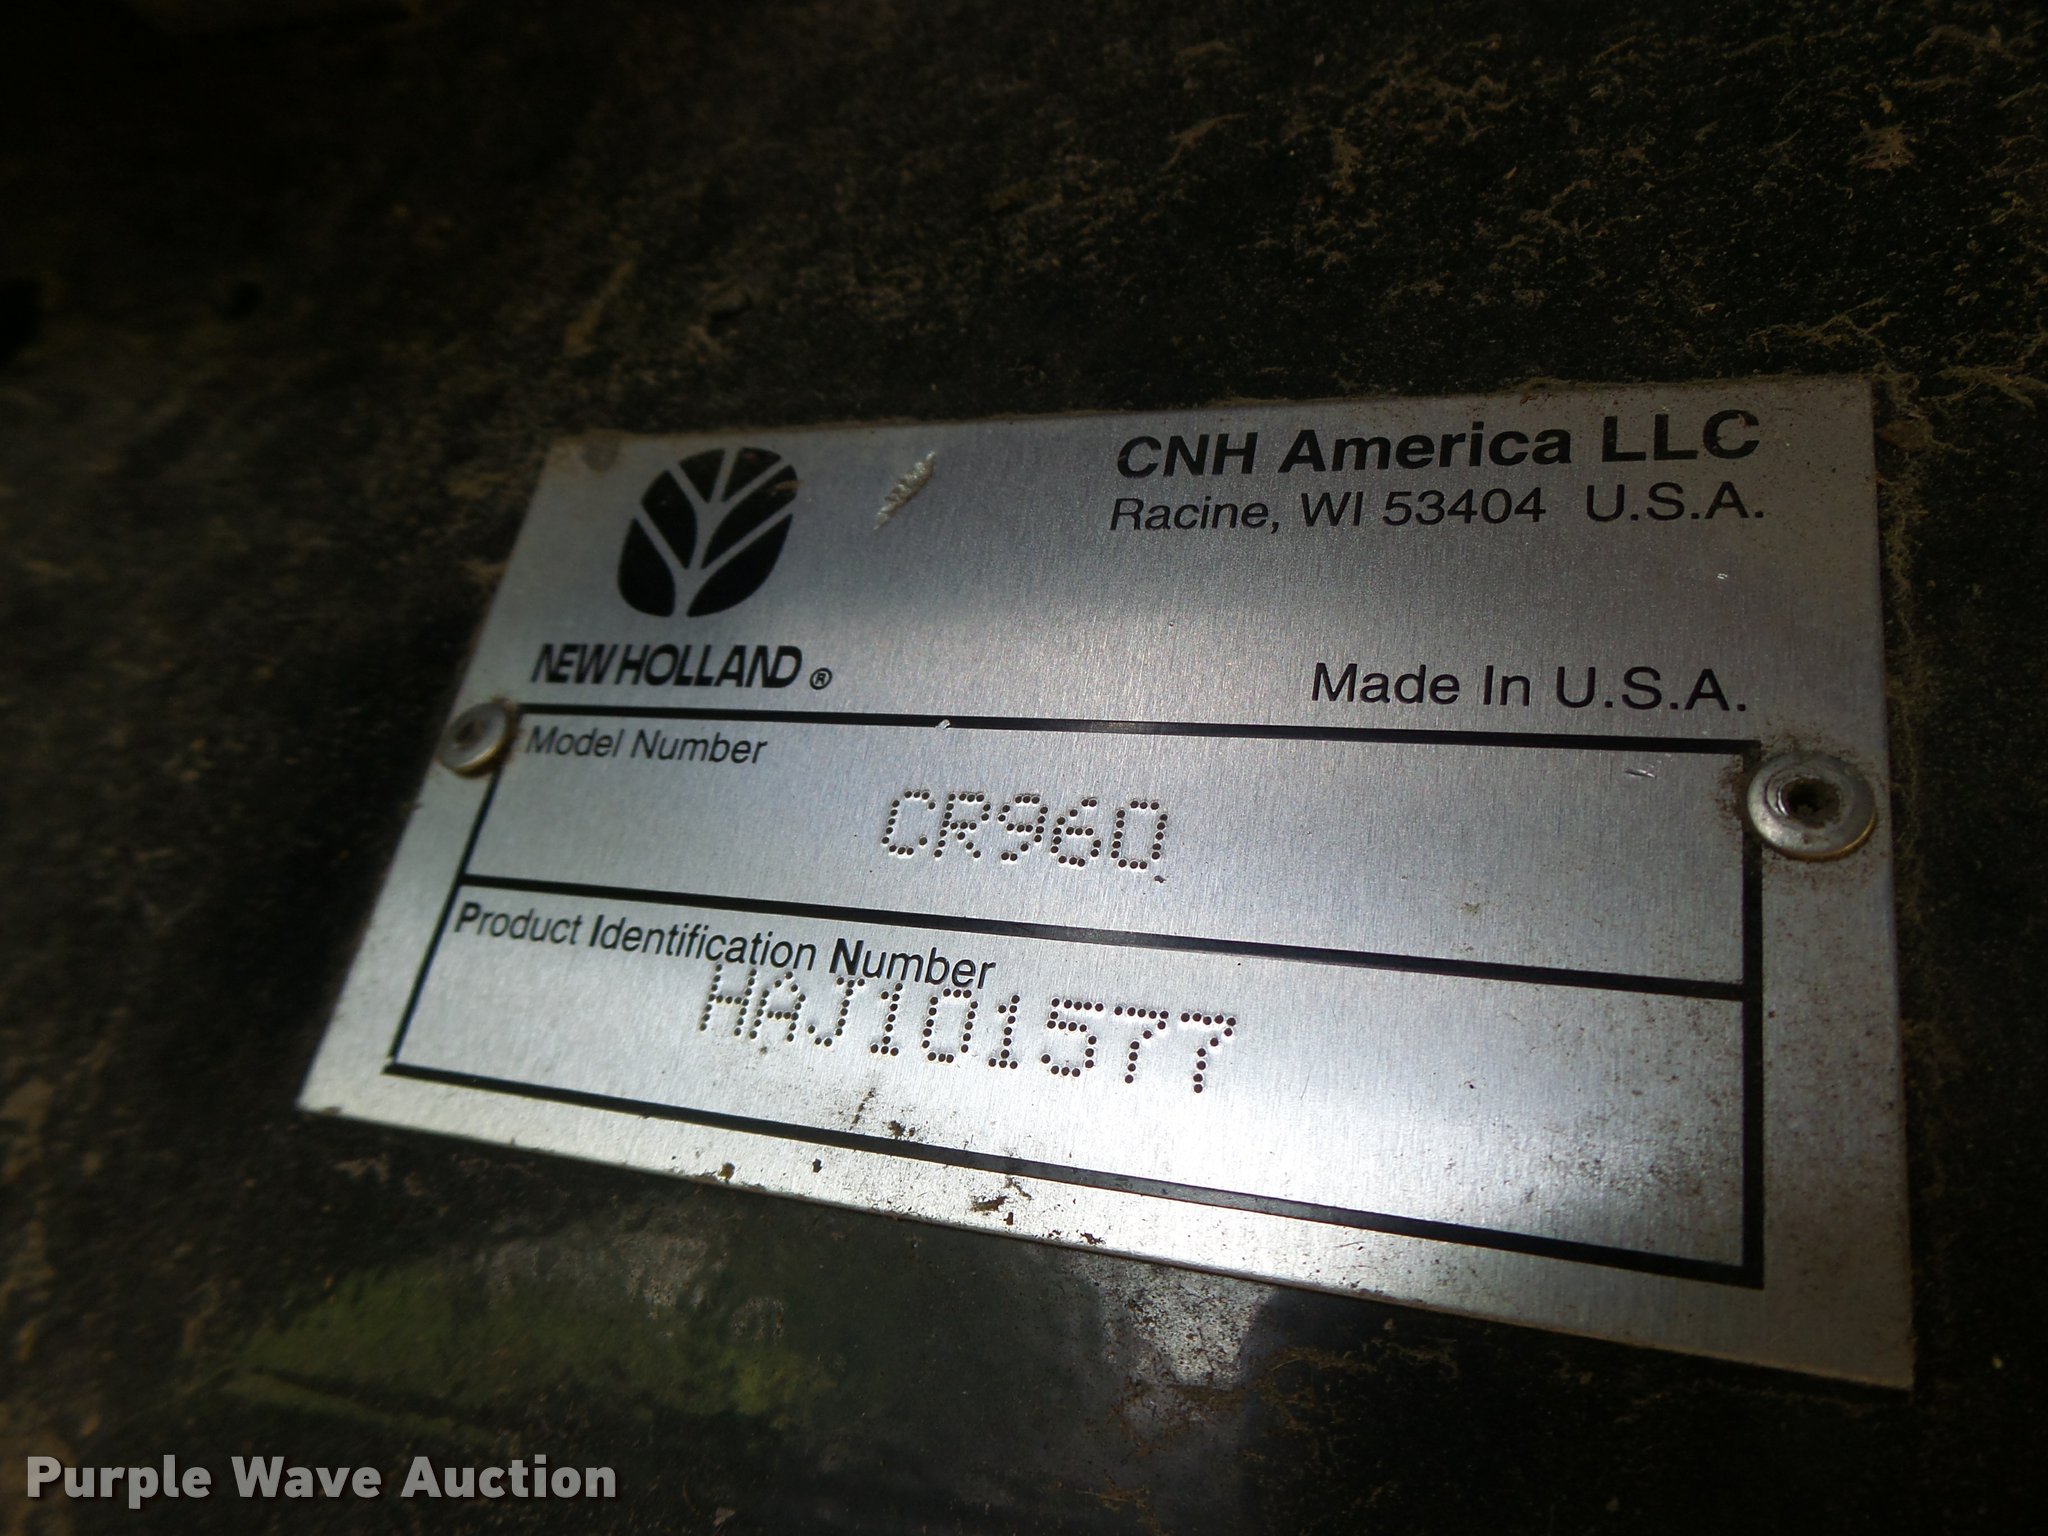 CNH America LLC
Racine, WI 53404 U.S.A.
NEW HOLLAND®
Made In U.S.A.
Model Number
CR960
Product Identification Number
HAJ101577
Purple Wave Auction